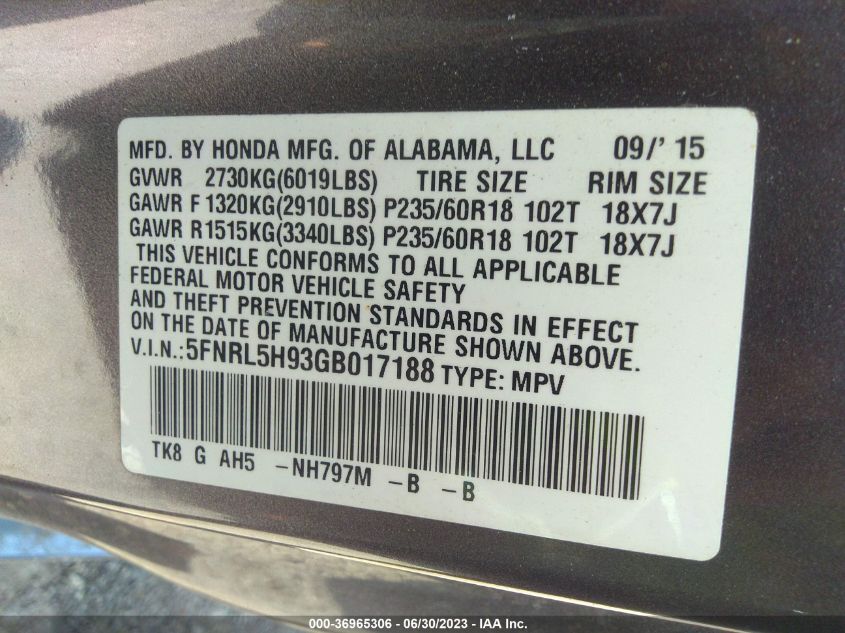 MFD. BY HONDA MFG. OF ALABAMA, LLC 09/' 15
GVWR 2730KG(6019LBS) TIRE SIZE RIM SIZE
GAWR F 1320KG(2910LBS) P235/60R18 102T 18X7J
GAWR R1515KG(3340LBS) P235/60R18 102T 18X7J
THIS VEHICLE CONFORMS TO ALL APPLICABLE
FEDERAL MOTOR VEHICLE SAFETY
AND THEFT PREVENTION STANDARDS IN EFFECT
ON THE DATE OF MANUFACTURE SHOWN ABOVE.
V.I.N.:5FNRL5H93GB017188 TYPE: MPV
TK8 G AH5 -NH797M -B -B
000-36965306 - 06/30/2023 - IAA Inc.